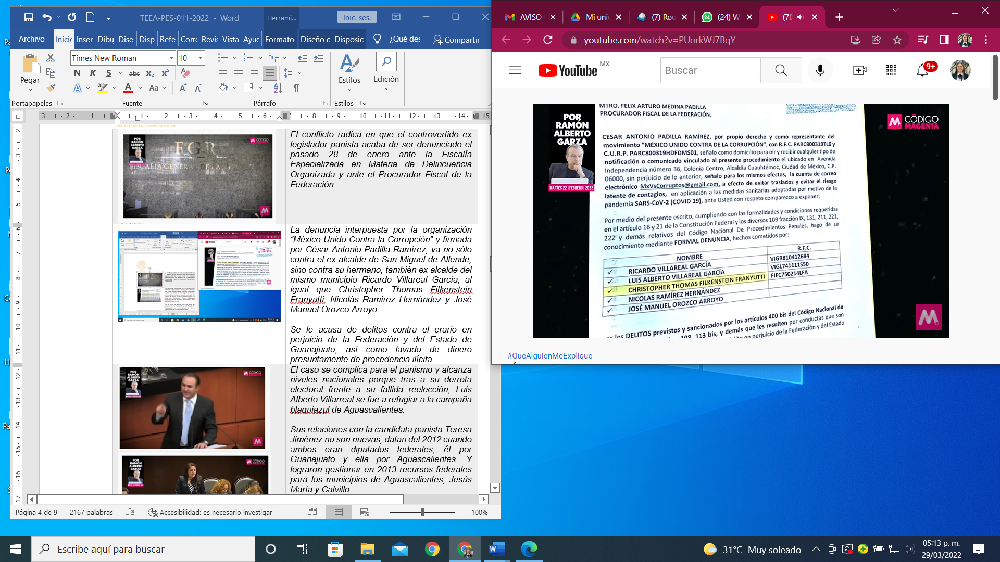 TEEA-PES-011-2022 - Word
Herrami...
Inic. ses.
Archivo
Inicio
Inser
Dibu
Disp
Refe
Corre
Vista
Ayuc
Formato
Diseño c
Disposic
¿Qué des
Compartir
Times New Roman
10
N K S abc x₂ x²
Pegar
Estilos
Edición
Aa
Portapapeles
Fuente
Párrafo
Estilos
DEL ESTADO DE AGUASCALIENTES
POR
RAMÓN
ALBERTO
GARZA
CÓDIGO
MAGENTA
FGR
El conflicto radica en que el controvertido ex
legislador panista acaba de ser denunciado el
pasado 28 de enero ante la Fiscalía
Especializada en Materia de Delincuencia
Organizada y ante el Procurador Fiscal de la
Federación.
La denuncia interpuesta por la organización
“México Unido Contra la Corrupción” y firmada
por César Antonio Padilla Ramírez, va no sólo
contra el ex alcalde de San Miguel de Allende,
sino contra su hermano, también ex alcalde del
mismo municipio Ricardo Villareal García, al
igual que Christopher Thomas Filkenstein
Franyutti, Nicolás Ramírez Hernández y José
Manuel Orozco Arroyo.
Se le acusa de delitos contra el erario en
perjuicio de la Federación y del Estado de
Guanajuato, así como lavado de dinero
presuntamente de procedencia ilícita.
POR
RAMÓN
ALBERTO
GARZA
CÓDIGO
MAGENTA
El caso se complica para el panismo y alcanza
niveles nacionales porque tras a su derrota
electoral frente a su fallida reelección, Luis
Alberto Villarreal se fue a refugiar a la campaña
blaquiazul de Aguascalientes.
POR
RAMÓN
ALBERTO
GARZA
CÓDIGO
MAGENTA
Sus relaciones con la candidata panista Teresa
Jiménez no son nuevas, datan del 2012 cuando
ambos eran diputados federales; él por
Guanajuato y ella por Aguascalientes. Y
lograron gestionar en 2013 recursos federales
para los municipios de Aguascalientes, Jesús
María y Calvillo.
Página 4 de 9
2167 palabras
Accesibilidad: es necesario investigar
100%
AVISO
Mi unic
(7) Rou
(24) W
youtube.com/watch?v=PUorkWJ7BqY
YouTube MX
Buscar
9+
POR
RAMÓN
ALBERTO
GARZA
MARTES 22 | FEBRERO | 2022
CÓDIGO
MAGENTA
MTRO. FELIX ARTURO MEDINA PADILLA
PROCURADOR FISCAL DE LA FEDERACIÓN.
CESAR ANTONIO PADILLA RAMÍREZ, por propio derecho y como representante del
movimiento “MÉXICO UNIDO CONTRA DE LA CORRUPCIÓN”, con R.F.C. PARC800319TL6 y
C.U.R.P. PARC800319HDFDMS01, señalo como domicilio para oír y recibir cualquier tipo de
notificación o comunicado vinculado al presente procedimiento el ubicado en Avenida
Independencia número 36, Colonia Centro, Alcaldía Cuauhtémoc, Ciudad de México, C.P.
06000, sin perjuicio de lo anterior, señalo para los mismos efectos, la cuenta de correo
electrónico MxVsCorruptos@gmail.com, a efecto de evitar traslados y evitar el riesgo
latente de contagios, en aplicación a las medidas sanitarias adoptadas por motivo de la
pandemia SARS-CoV-2 (COVID 19), ante Usted con respeto comparezco a exponer:
Por medio del presente escrito, cumpliendo con las formalidades y condiciones requeridas
en el artículo 16 y 21 de la Constitución Federal y los diversos 109 fracción IX, 131, 211, 221,
222 y demás relativos del Código Nacional De Procedimientos Penales, hago de su
conocimiento mediante FORMAL DENUNCIA, hechos cometidos por:
NOMBRE R.F.C.
RICARDO VILLAREAL GARCÍA VIGR810412684
LUIS ALBERTO VILLAREAL GARCÍA VIGL741111S50
CHRISTOPHER THOMAS FILKENSTEIN FRANYUTTI FIFC750214LFA
NICOLAS RAMÍREZ HERNÁNDEZ
JOSÉ MANUEL OROZCO ARROYO
por los DELITOS previstos y sancionados por los artículos 400 bis del Código Nacional de
108, 113 bis, y demás que les resulten por conductas que son
delito en perjuicio de la Federación y del Estado
#QueAlguienMeExplique
Escribe aquí para buscar
31°C Muy soleado
05:13 p. m.
29/03/2022